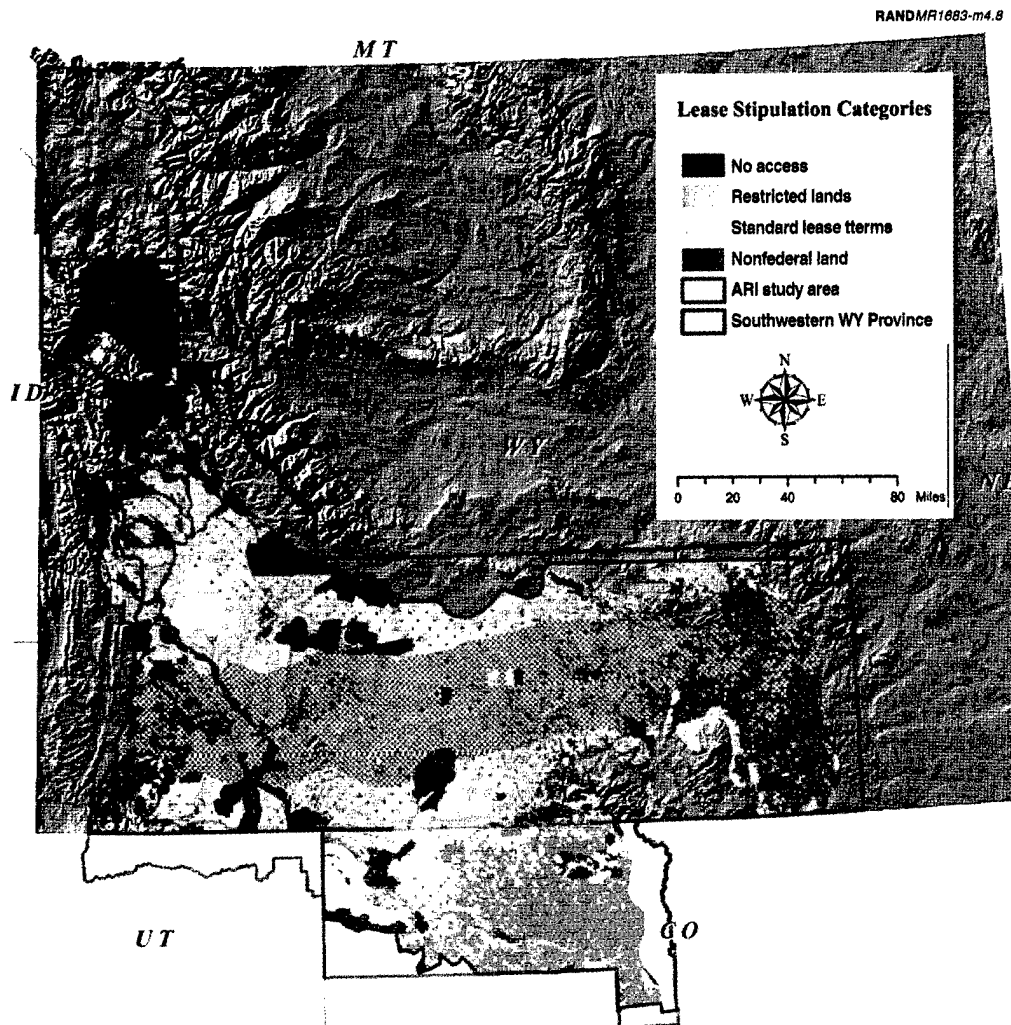 RANDMR1683-m4.8
MT
Lease Stipulation Categories
No access
Restricted lands
Standard lease tterms
Nonfederal land
ARI study area
Southwestern WY Province
N
W E
S
ID
WY
0 20 40 80 Miles
UT
CO